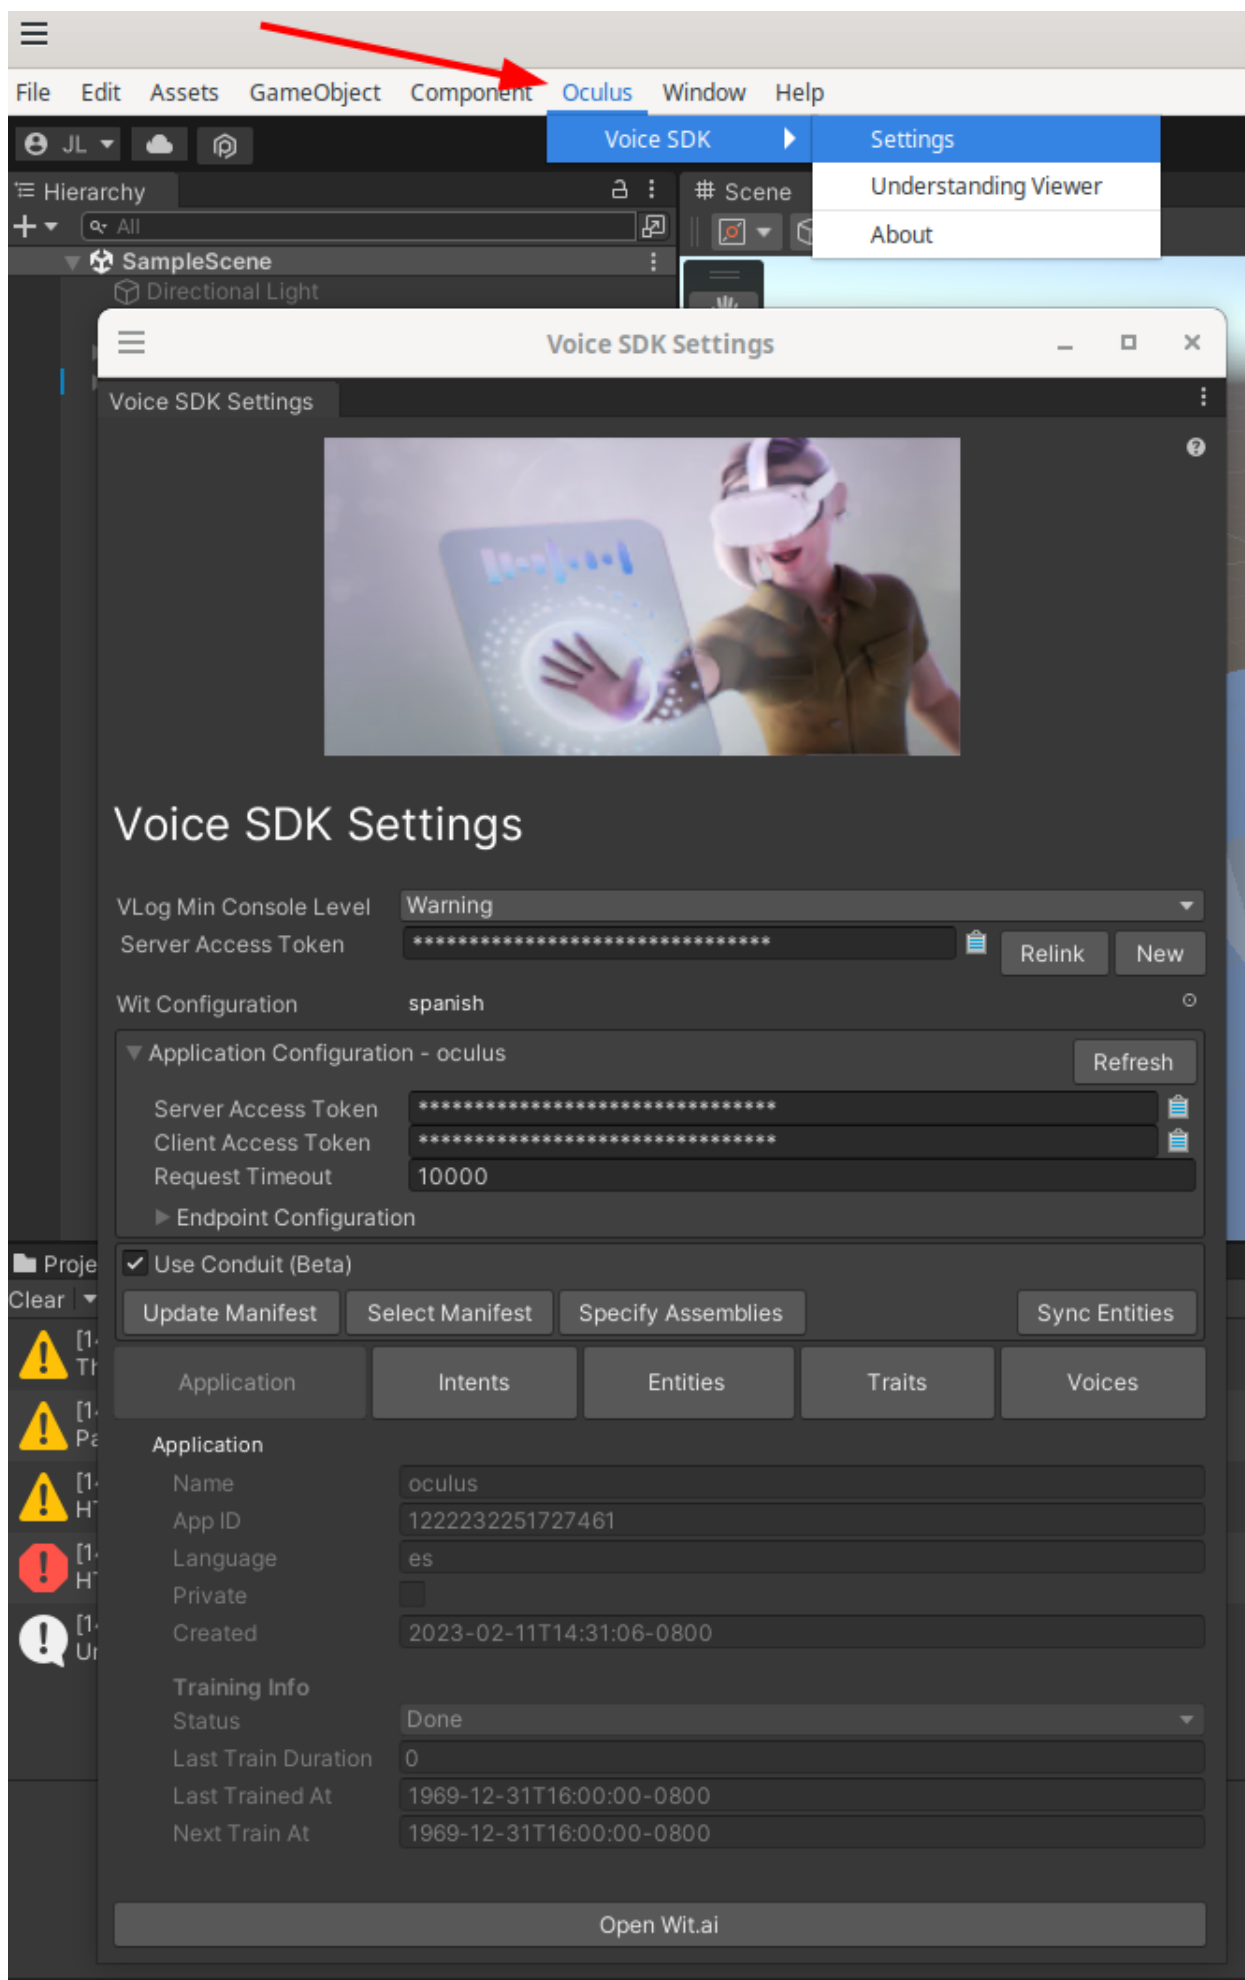 File Edit Assets GameObject Component Oculus Window Help
JL
Voice SDK
Settings
Understanding Viewer
About
Hierarchy
All
SampleScene
Directional Light
Scene
Voice SDK Settings
Voice SDK Settings
Voice SDK Settings
VLog Min Console Level Warning
Server Access Token ********************************
Relink New
Wit Configuration spanish
Application Configuration - oculus
Refresh
Server Access Token ********************************
Client Access Token ********************************
Request Timeout 10000
Endpoint Configuration
Use Conduit (Beta)
Update Manifest Select Manifest Specify Assemblies Sync Entities
Application Intents Entities Traits Voices
Application
Name oculus
App ID 1222232251727461
Language es
Private
Created 2023-02-11T14:31:06-0800
Training Info
Status Done
Last Train Duration 0
Last Trained At 1969-12-31T16:00:00-0800
Next Train At 1969-12-31T16:00:00-0800
Open Wit.ai
Clear